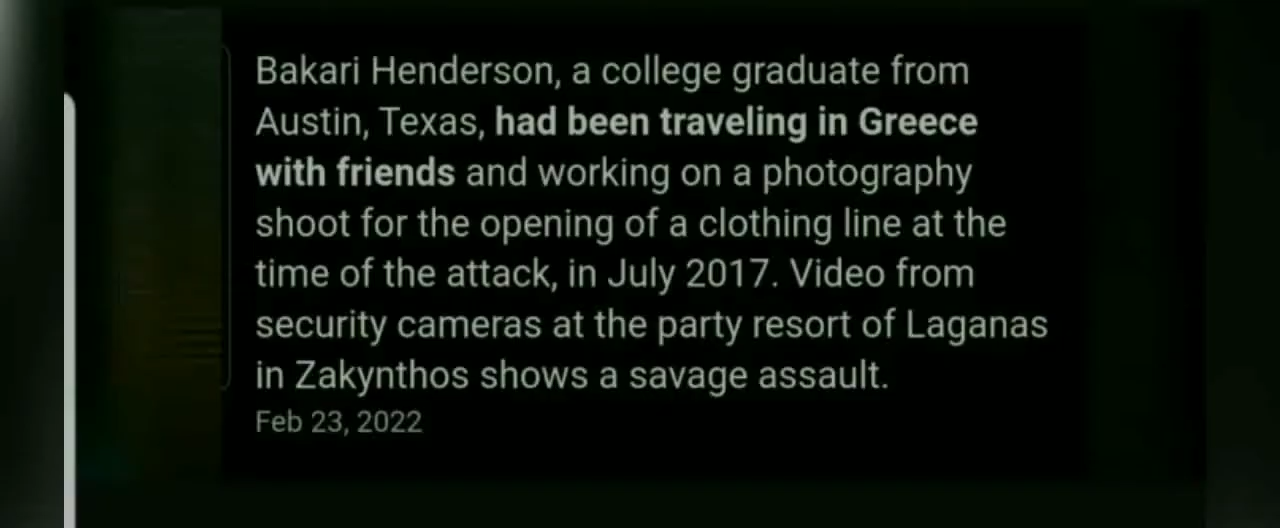 Bakari Henderson, a college graduate from
Austin, Texas, had been traveling in Greece
with friends and working on a photography
shoot for the opening of a clothing line at the
time of the attack, in July 2017. Video from
security cameras at the party resort of Laganas
in Zakynthos shows a savage assault.
Feb 23, 2022